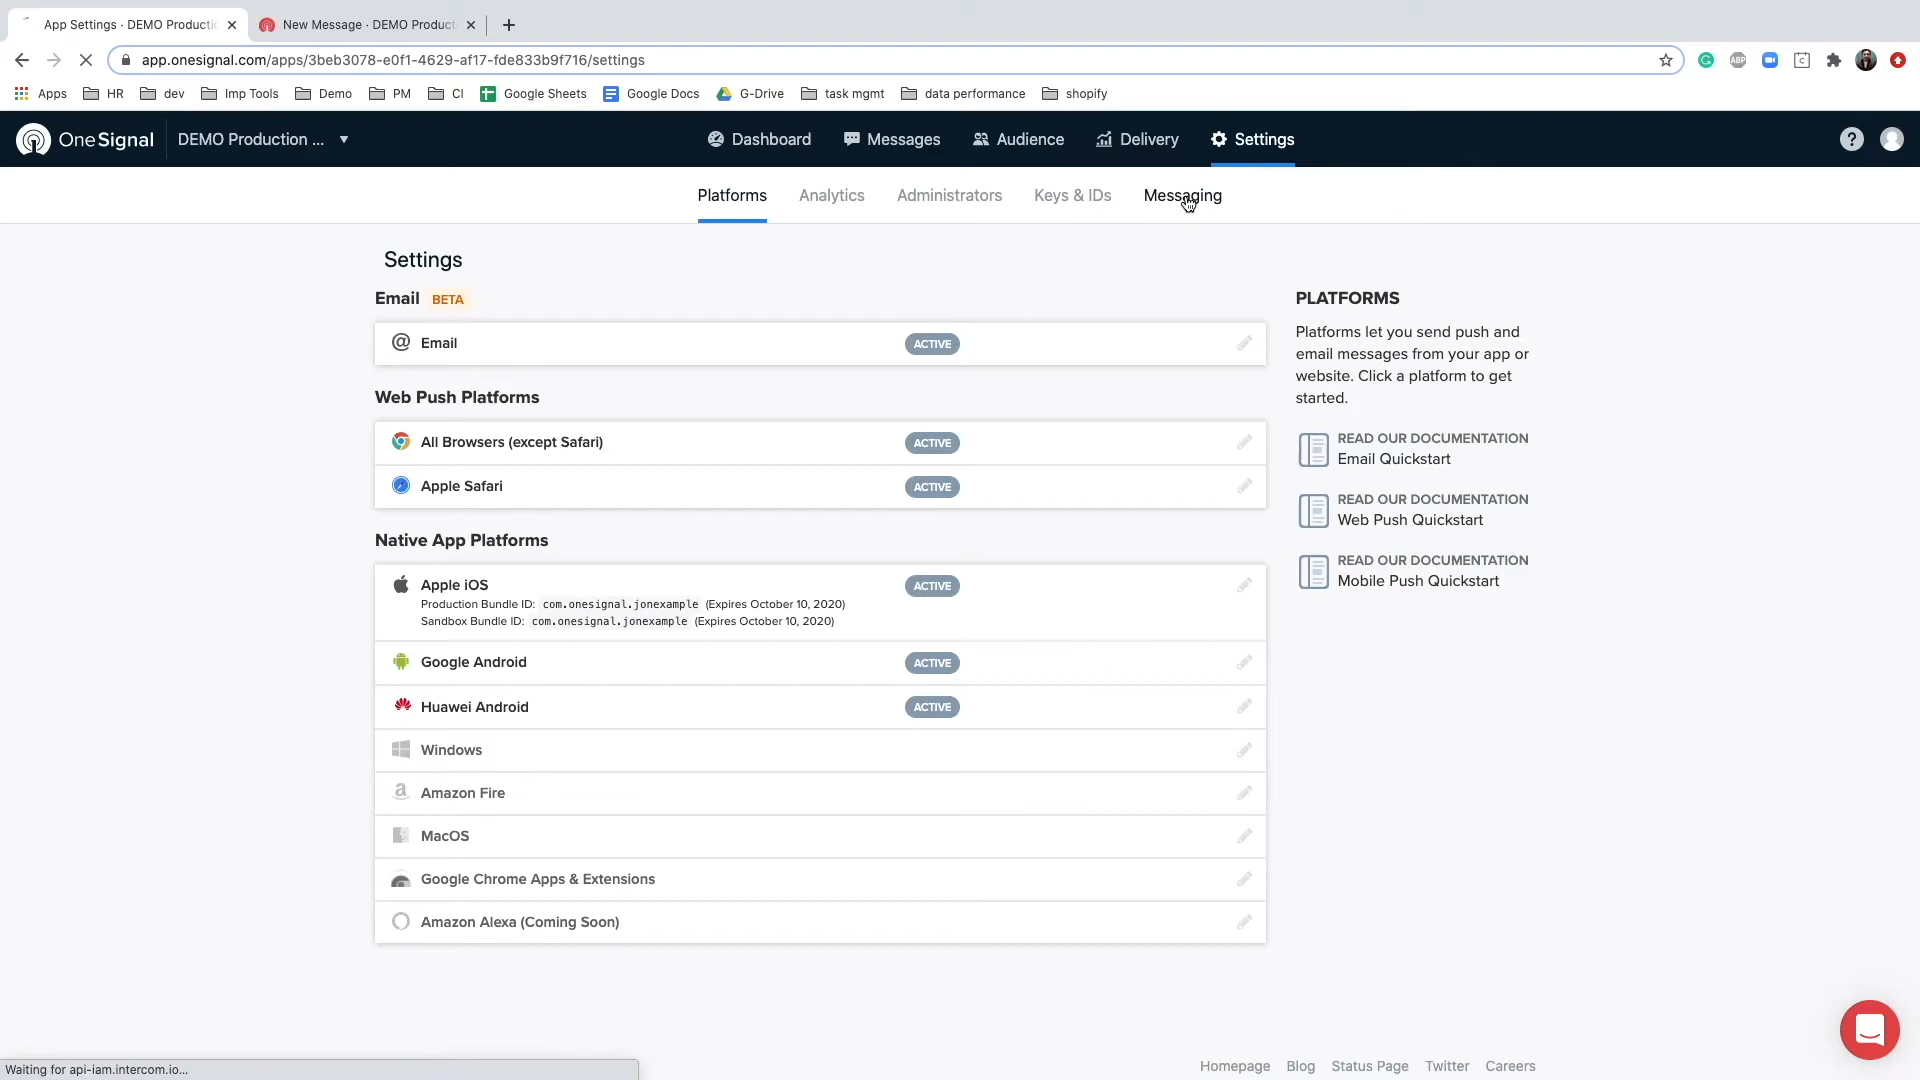 App Settings · DEMO Productio
New Message · DEMO Product
app.onesignal.com/apps/3beb3078-e0f1-4629-af17-fde833b9f716/settings
ABP
C
Apps
HR
dev
Imp Tools
Demo
PM
CI
Google Sheets
Google Docs
G-Drive
task mgmt
data performance
shopify
OneSignal
DEMO Production ...
Dashboard
Messages
Audience
Delivery
Settings
?
Platforms
Analytics
Administrators
Keys & IDs
Messaging
Settings
Email BETA
@ Email ACTIVE
Web Push Platforms
All Browsers (except Safari) ACTIVE
Apple Safari ACTIVE
Native App Platforms
Apple iOS ACTIVE
Production Bundle ID: com.onesignal.jonexample (Expires October 10, 2020)
Sandbox Bundle ID: com.onesignal.jonexample (Expires October 10, 2020)
Google Android ACTIVE
Huawei Android ACTIVE
Windows
Amazon Fire
MacOS
Google Chrome Apps & Extensions
Amazon Alexa (Coming Soon)
PLATFORMS
Platforms let you send push and
email messages from your app or
website. Click a platform to get
started.
READ OUR DOCUMENTATION
Email Quickstart
READ OUR DOCUMENTATION
Web Push Quickstart
READ OUR DOCUMENTATION
Mobile Push Quickstart
Homepage
Blog
Status Page
Twitter
Careers
Waiting for api-iam.intercom.io...